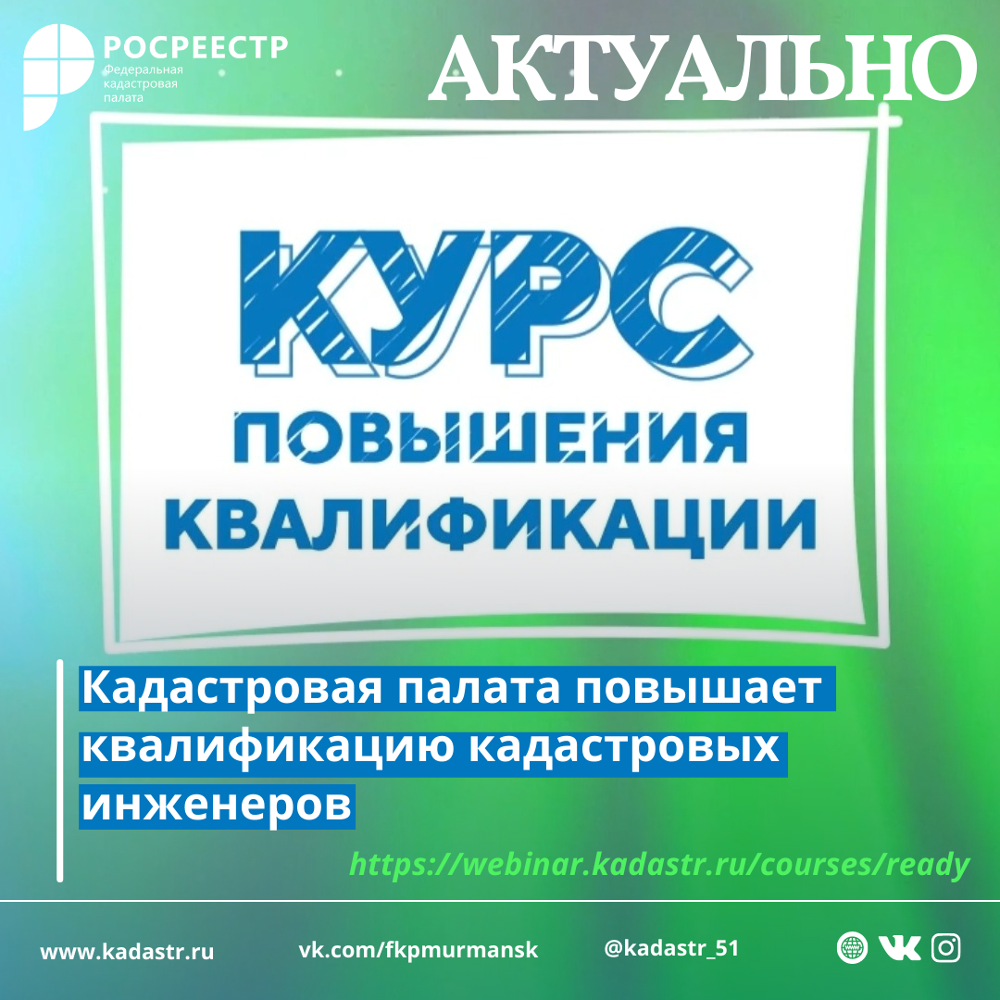 РОСРЕЕСТР
Федеральная
кадастровая
палата
АКТУАЛЬНО
КУРС
ПОВЫШЕНИЯ
КВАЛИФИКАЦИИ
Кадастровая палата повышает
квалификацию кадастровых
инженеров
https://webinar.kadastr.ru/courses/ready
www.kadastr.ru
vk.com/fkpmurmansk
@kadastr_51